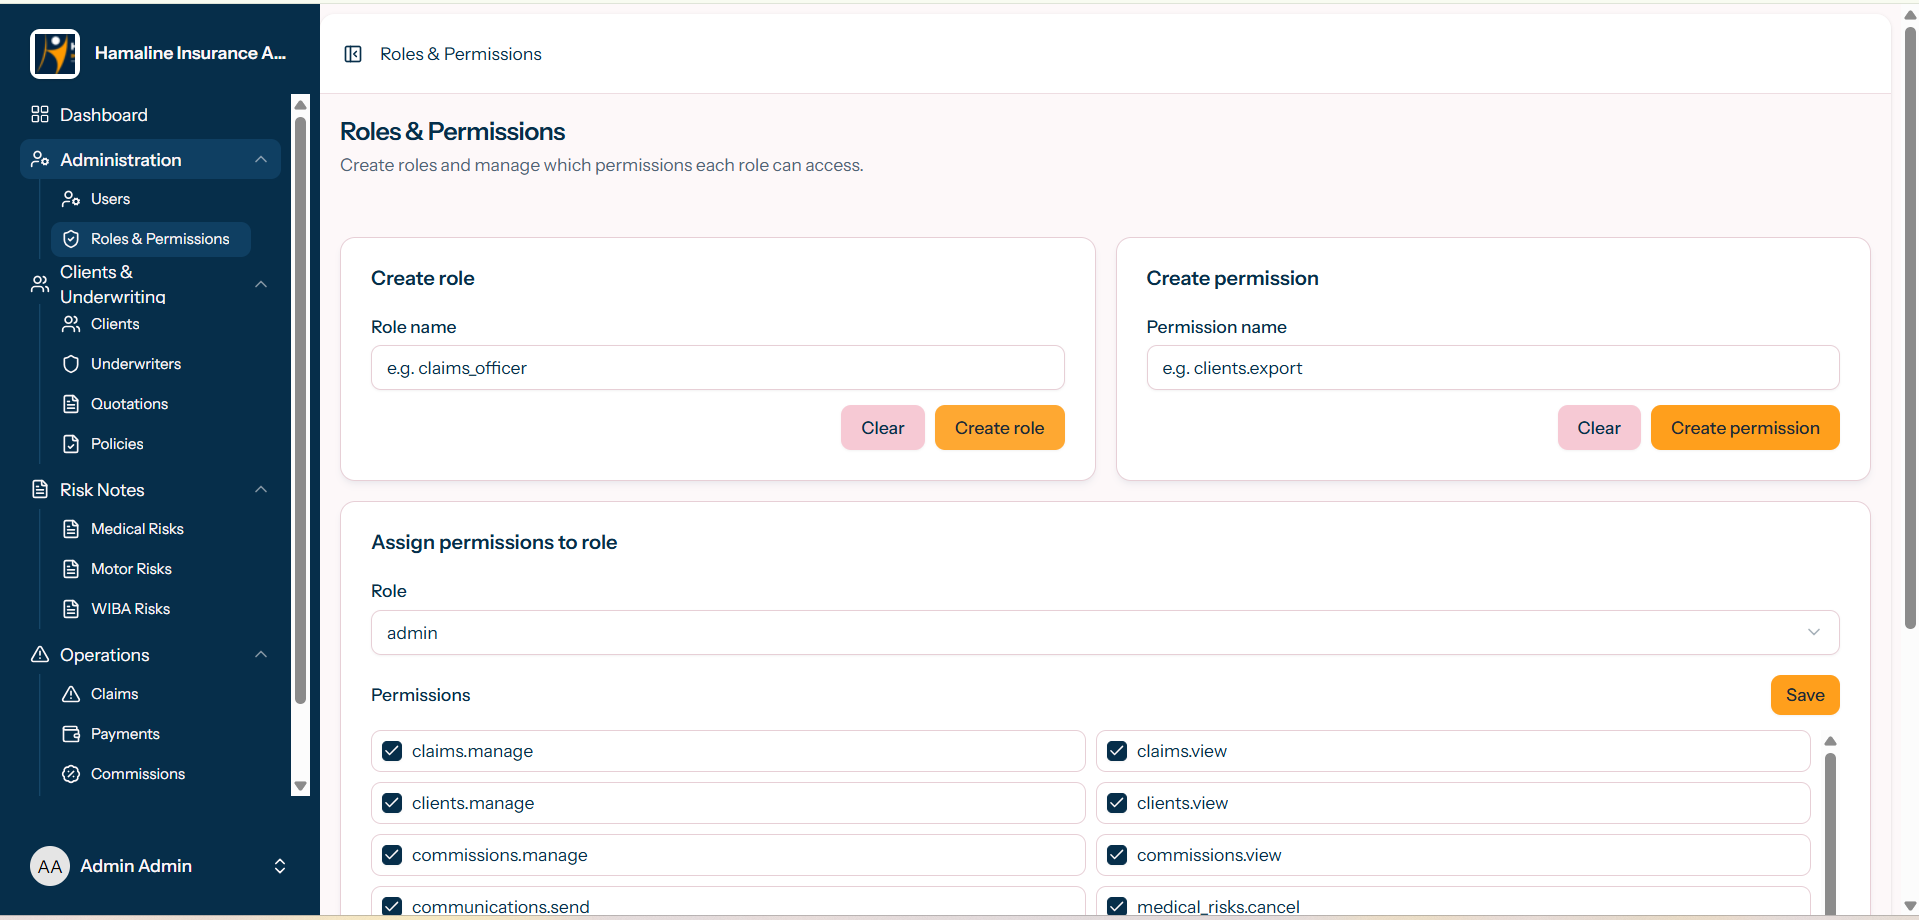 Hamaline Insurance A...
Dashboard
Administration
Users
Roles & Permissions
Clients &
Underwriting
Clients
Underwriters
Quotations
Policies
Risk Notes
Medical Risks
Motor Risks
WIBA Risks
Operations
Claims
Payments
Commissions
AA
Admin Admin
Roles & Permissions
Roles & Permissions
Create roles and manage which permissions each role can access.
Create role
Role name
e.g. claims_officer
Clear
Create role
Create permission
Permission name
e.g. clients.export
Clear
Create permission
Assign permissions to role
Role
admin
Permissions
Save
claims.manage
claims.view
clients.manage
clients.view
commissions.manage
commissions.view
communications.send
medical_risks.cancel